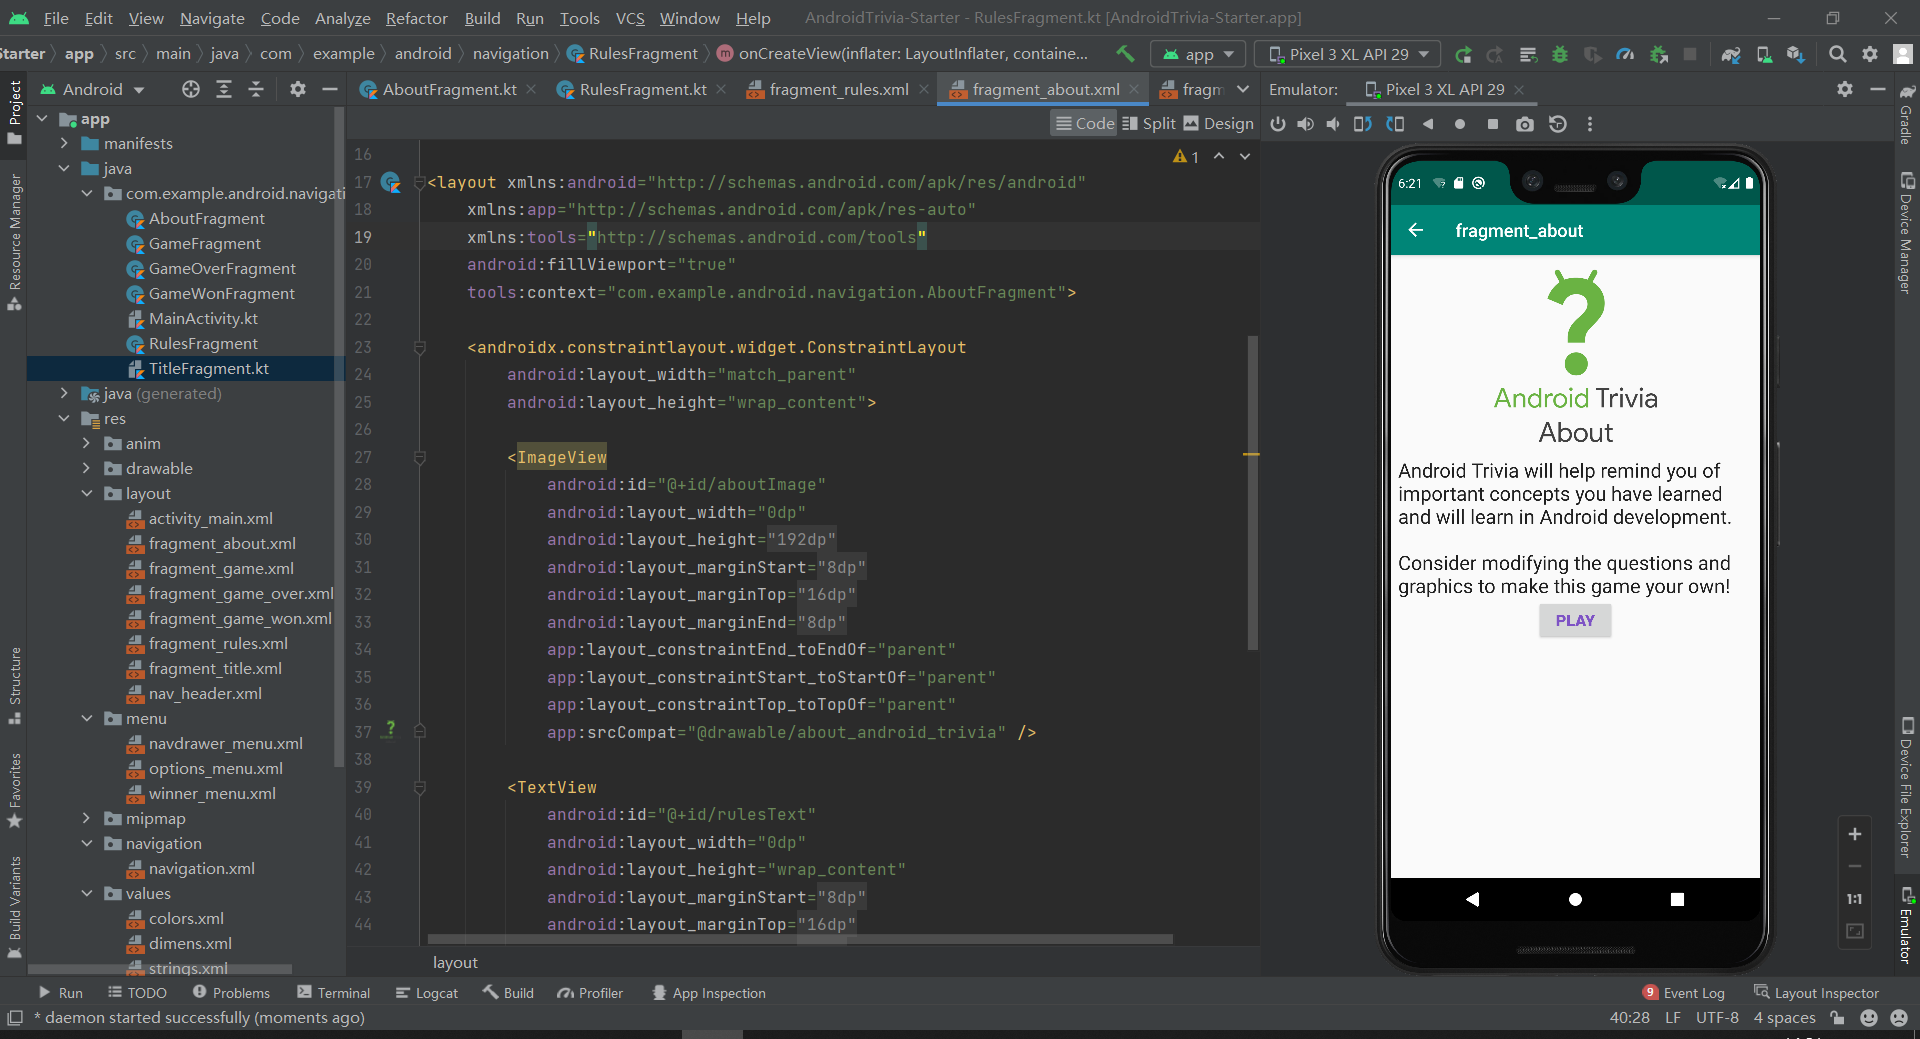 File Edit View Navigate Code Analyze Refactor Build Run Tools VCS Window Help AndroidTrivia-Starter - RulesFragment.kt [AndroidTrivia-Starter.app]
Starter app src main java com example android navigation RulesFragment m onCreateView(inflater: LayoutInflater, containe... app Pixel 3 XL API 29
Project
Resource Manager
Structure
Favorites
Build Variants
Android
app
manifests
java
com.example.android.navigati
AboutFragment
GameFragment
GameOverFragment
GameWonFragment
MainActivity.kt
RulesFragment
TitleFragment.kt
java (generated)
res
anim
drawable
layout
activity_main.xml
fragment_about.xml
fragment_game.xml
fragment_game_over.xml
fragment_game_won.xml
fragment_rules.xml
fragment_title.xml
nav_header.xml
menu
navdrawer_menu.xml
options_menu.xml
winner_menu.xml
mipmap
navigation
navigation.xml
values
colors.xml
dimens.xml
strings.xml
AboutFragment.kt RulesFragment.kt fragment_rules.xml fragment_about.xml fragm
Code Split Design
1
16
17 <layout xmlns:android="http://schemas.android.com/apk/res/android"
18 xmlns:app="http://schemas.android.com/apk/res-auto"
19 xmlns:tools="http://schemas.android.com/tools"
20 android:fillViewport="true"
21 tools:context="com.example.android.navigation.AboutFragment">
22
23 <androidx.constraintlayout.widget.ConstraintLayout
24 android:layout_width="match_parent"
25 android:layout_height="wrap_content">
26
27 <ImageView
28 android:id="@+id/aboutImage"
29 android:layout_width="0dp"
30 android:layout_height="192dp"
31 android:layout_marginStart="8dp"
32 android:layout_marginTop="16dp"
33 android:layout_marginEnd="8dp"
34 app:layout_constraintEnd_toEndOf="parent"
35 app:layout_constraintStart_toStartOf="parent"
36 app:layout_constraintTop_toTopOf="parent"
37 app:srcCompat="@drawable/about_android_trivia" />
38
39 <TextView
40 android:id="@+id/rulesText"
41 android:layout_width="0dp"
42 android:layout_height="wrap_content"
43 android:layout_marginStart="8dp"
44 android:layout_marginTop="16dp"
layout
Emulator: Pixel 3 XL API 29
6:21
fragment_about
Android Trivia
About
Android Trivia will help remind you of
important concepts you have learned
and will learn in Android development.
Consider modifying the questions and
graphics to make this game your own!
PLAY
1:1
Gradle
Device Manager
Device File Explorer
Emulator
Run TODO Problems Terminal Logcat Build Profiler App Inspection 9 Event Log Layout Inspector
* daemon started successfully (moments ago) 40:28 LF UTF-8 4 spaces